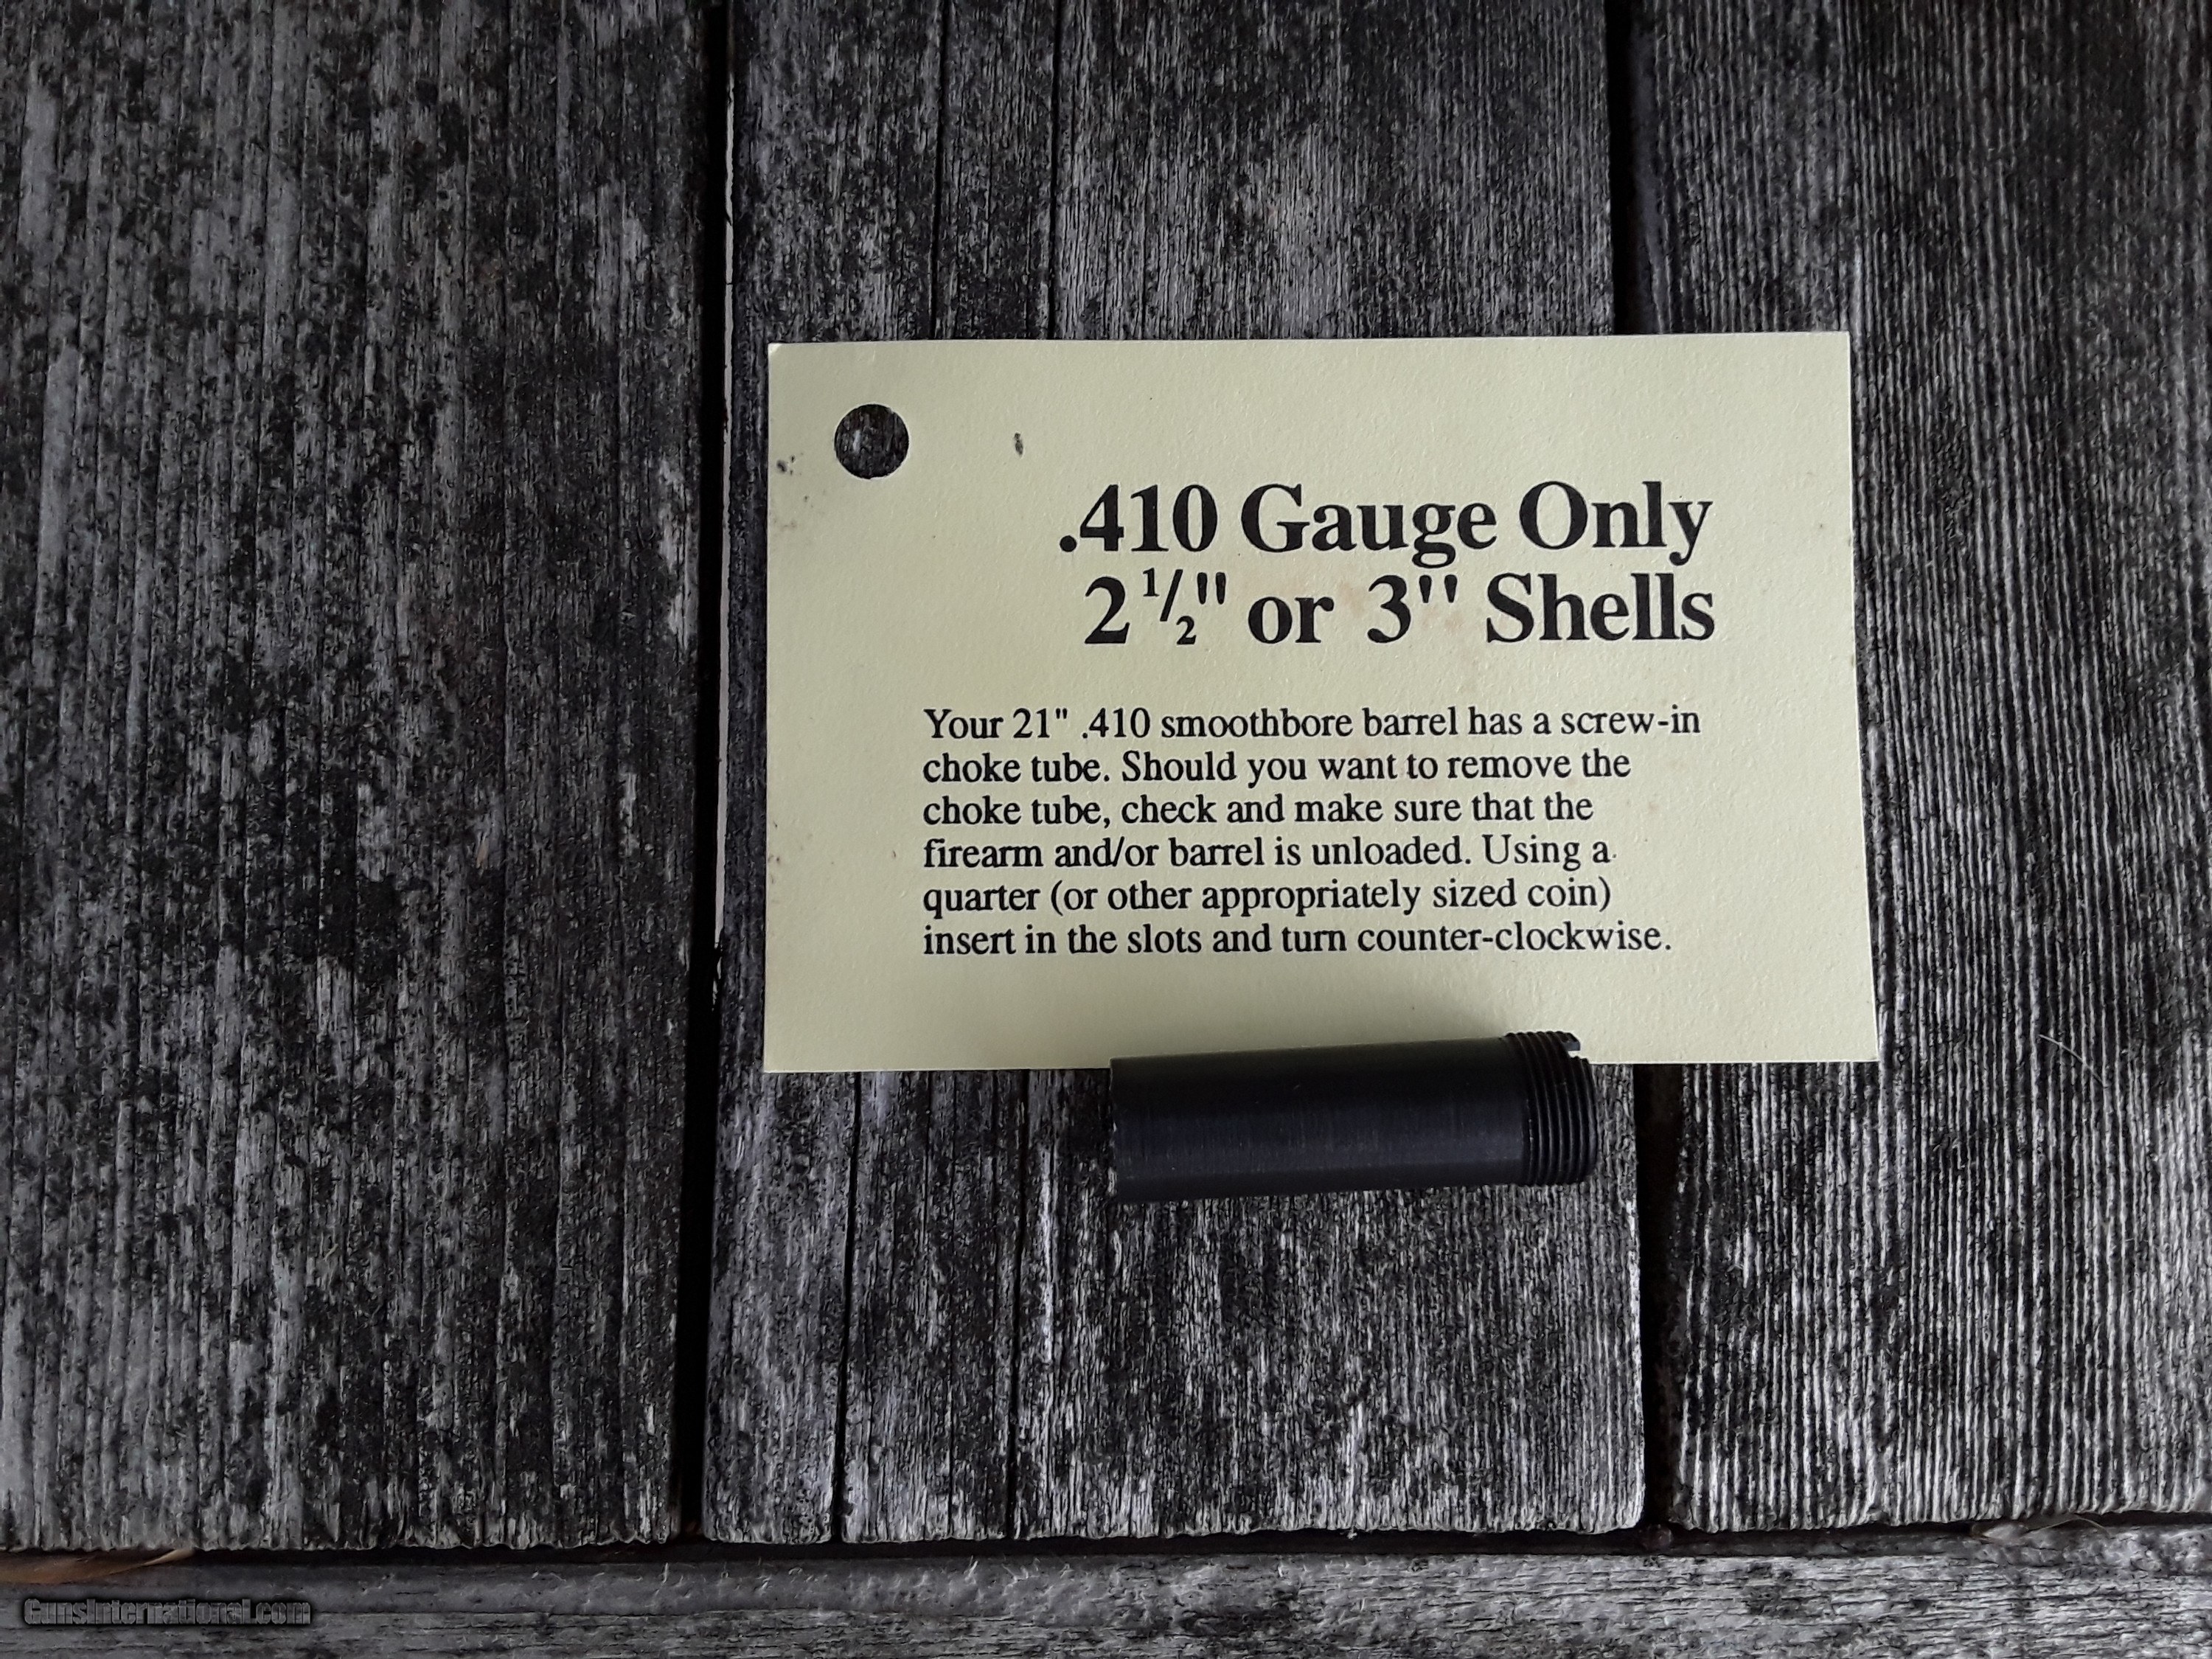 .410 Gauge Only
2 1/2" or 3" Shells
Your 21" .410 smoothbore barrel has a screw-in
choke tube. Should you want to remove the
choke tube, check and make sure that the
firearm and/or barrel is unloaded. Using a
quarter (or other appropriately sized coin)
insert in the slots and turn counter-clockwise.
GunsInternational.com